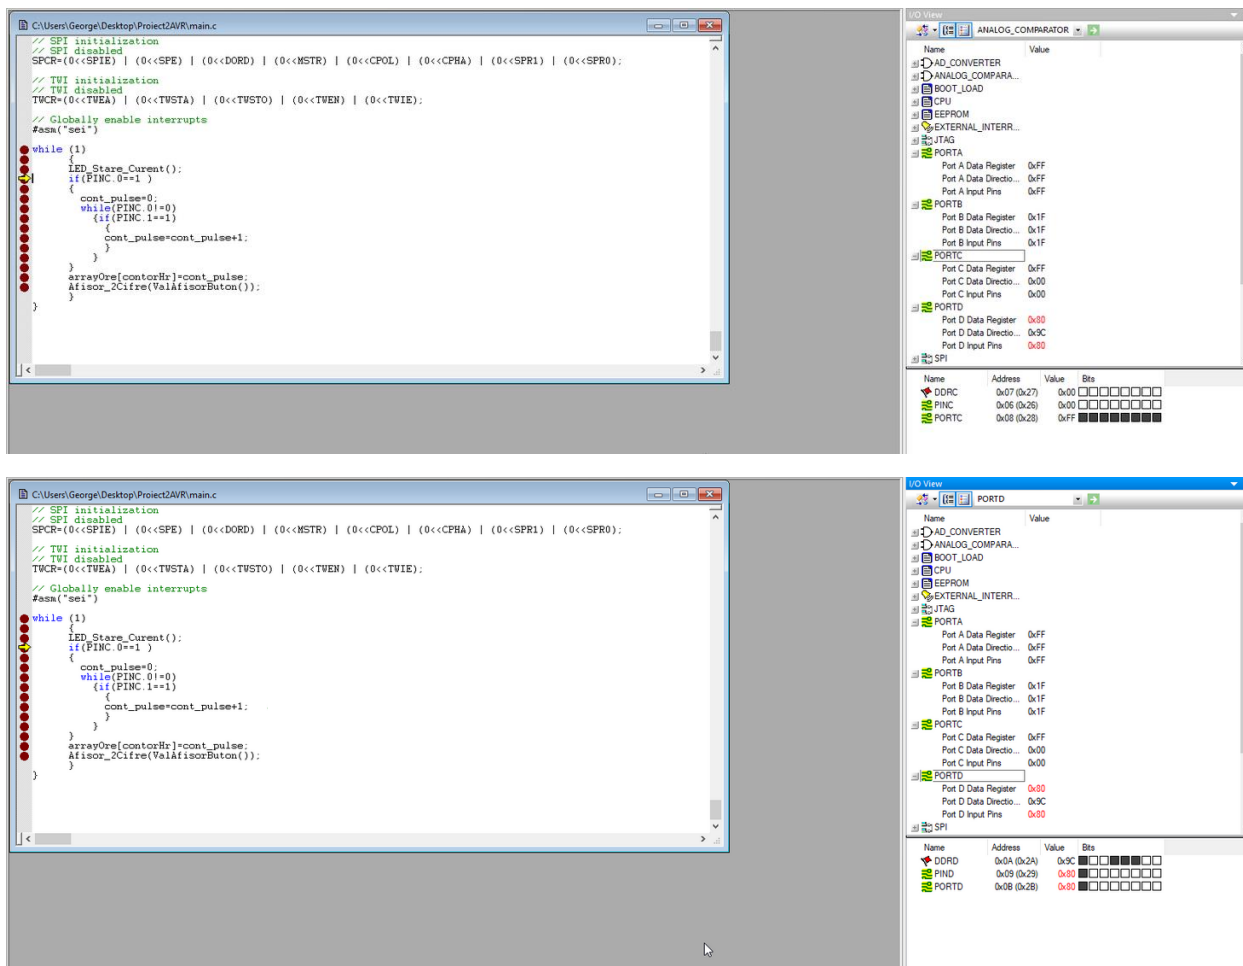 C:\Users\George\Desktop\Proiect2AVR\main.c
// SPI initialization
// SPI disabled
SPCR=(0<<SPIE) | (0<<SPE) | (0<<DORD) | (0<<MSTR) | (0<<CPOL) | (0<<CPHA) | (0<<SPR1) | (0<<SPR0);
// TWI initialization
// TWI disabled
TWCR=(0<<TWEA) | (0<<TWSTA) | (0<<TWSTO) | (0<<TWEN) | (0<<TWIE);
// Globally enable interrupts
#asm("sei")
while (1)
{
LED_Stare_Curent();
if(PINC.0==1 )
{
cont_pulse=0;
while(PINC.0!=0)
{if(PINC.1==1)
{
cont_pulse=cont_pulse+1;
}
}
}
arrayOre[contorHr]=cont_pulse;
Afisor_2Cifre(ValAfisorButon());
}
}
I/O View
ANALOG_COMPARATOR
Name Value
AD_CONVERTER
ANALOG_COMPARA...
BOOT_LOAD
CPU
EEPROM
EXTERNAL_INTERR...
JTAG
PORTA
Port A Data Register 0xFF
Port A Data Directio... 0xFF
Port A Input Pins 0xFF
PORTB
Port B Data Register 0x1F
Port B Data Directio... 0x1F
Port B Input Pins 0x1F
PORTC
Port C Data Register 0xFF
Port C Data Directio... 0x00
Port C Input Pins 0x00
PORTD
Port D Data Register 0x80
Port D Data Directio... 0x9C
Port D Input Pins 0x80
SPI
Name Address Value Bits
DDRC 0x07 (0x27) 0x00
PINC 0x06 (0x26) 0x00
PORTC 0x08 (0x28) 0xFF
C:\Users\George\Desktop\Proiect2AVR\main.c
// SPI initialization
// SPI disabled
SPCR=(0<<SPIE) | (0<<SPE) | (0<<DORD) | (0<<MSTR) | (0<<CPOL) | (0<<CPHA) | (0<<SPR1) | (0<<SPR0);
// TWI initialization
// TWI disabled
TWCR=(0<<TWEA) | (0<<TWSTA) | (0<<TWSTO) | (0<<TWEN) | (0<<TWIE);
// Globally enable interrupts
#asm("sei")
while (1)
{
LED_Stare_Curent();
if(PINC.0==1 )
{
cont_pulse=0;
while(PINC.0!=0)
{if(PINC.1==1)
{
cont_pulse=cont_pulse+1;
}
}
}
arrayOre[contorHr]=cont_pulse;
Afisor_2Cifre(ValAfisorButon());
}
}
I/O View
PORTD
Name Value
AD_CONVERTER
ANALOG_COMPARA...
BOOT_LOAD
CPU
EEPROM
EXTERNAL_INTERR...
JTAG
PORTA
Port A Data Register 0xFF
Port A Data Directio... 0xFF
Port A Input Pins 0xFF
PORTB
Port B Data Register 0x1F
Port B Data Directio... 0x1F
Port B Input Pins 0x1F
PORTC
Port C Data Register 0xFF
Port C Data Directio... 0x00
Port C Input Pins 0x00
PORTD
Port D Data Register 0x80
Port D Data Directio... 0x9C
Port D Input Pins 0x80
SPI
Name Address Value Bits
DDRD 0x0A (0x2A) 0x9C
PIND 0x09 (0x29) 0x80
PORTD 0x0B (0x2B) 0x80